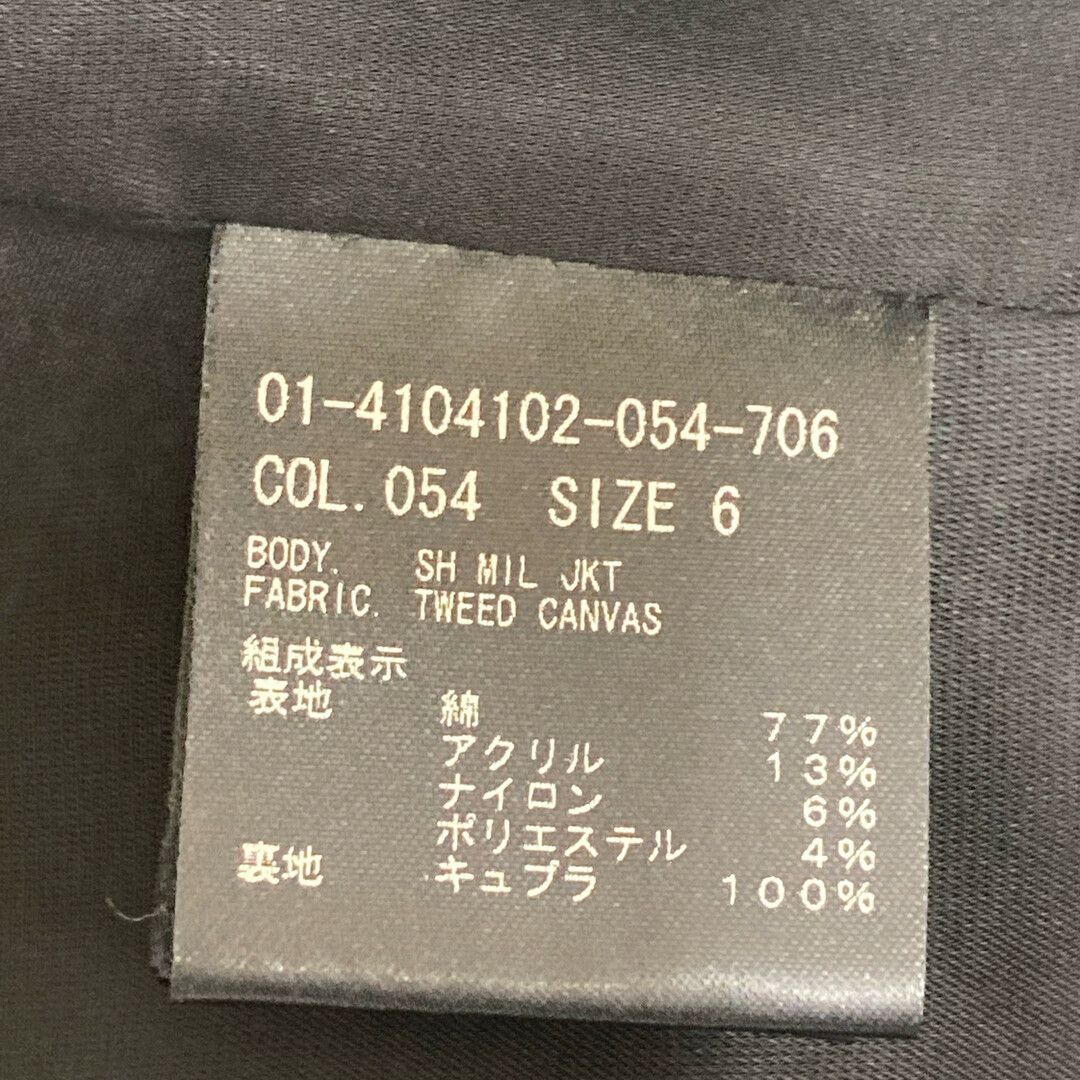 01-4104102-054-706
COL. 054 SIZE 6
BODY. SH MIL JKT
FABRIC. TWEED CANVAS
組成表示
表地 綿 77%
アクリル 13%
ナイロン 6%
ポリエステル 4%
裏地 キュプラ 100%